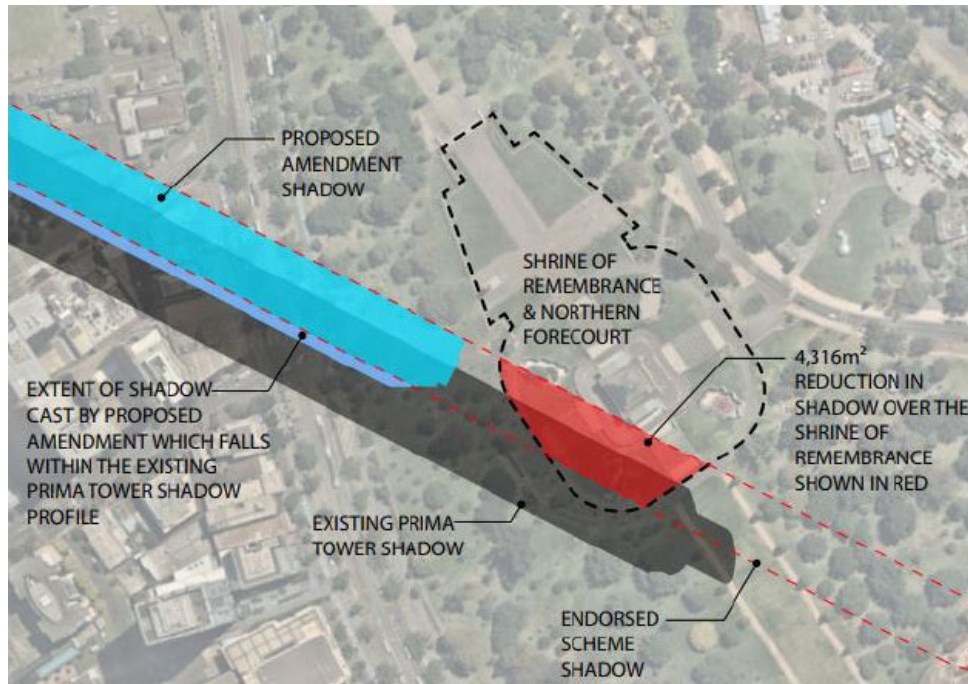 PROPOSED
AMENDMENT
SHADOW
SHRINE OF
REMEMBRANCE
& NORTHERN
FORECOURT
4,316m²
REDUCTION IN
SHADOW OVER THE
SHRINE OF
REMEMBRANCE
SHOWN IN RED
EXTENT OF SHADOW
CAST BY PROPOSED
AMENDMENT WHICH FALLS
WITHIN THE EXISTING
PRIMA TOWER SHADOW
PROFILE
EXISTING PRIMA
TOWER SHADOW
ENDORSED
SCHEME
SHADOW